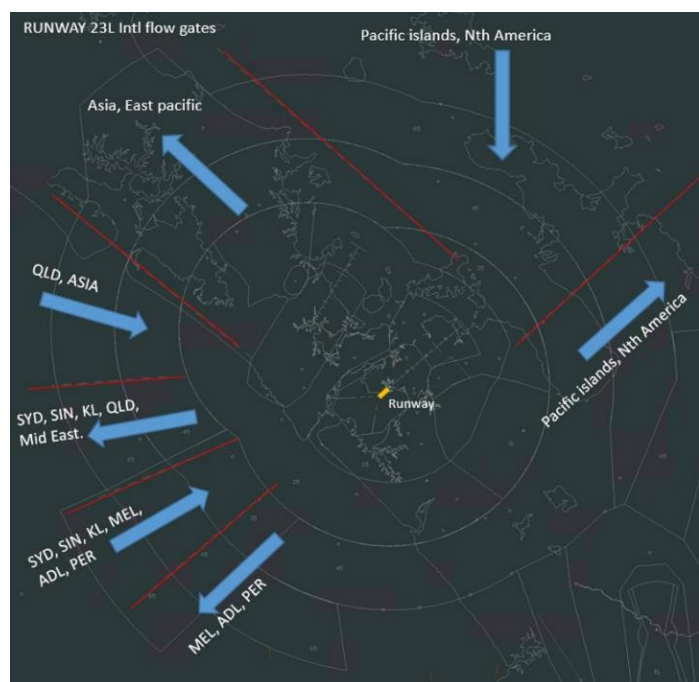 RUNWAY 23L Intl flow gates
Pacific islands, Nth America
Asia, East pacific
QLD, ASIA
Pacific islands, Nth America
SYD, SIN, KL, QLD,
Mid East.
Runway
SYD, SIN, KL, MEL,
ADL, PER
MEL, ADL, PER